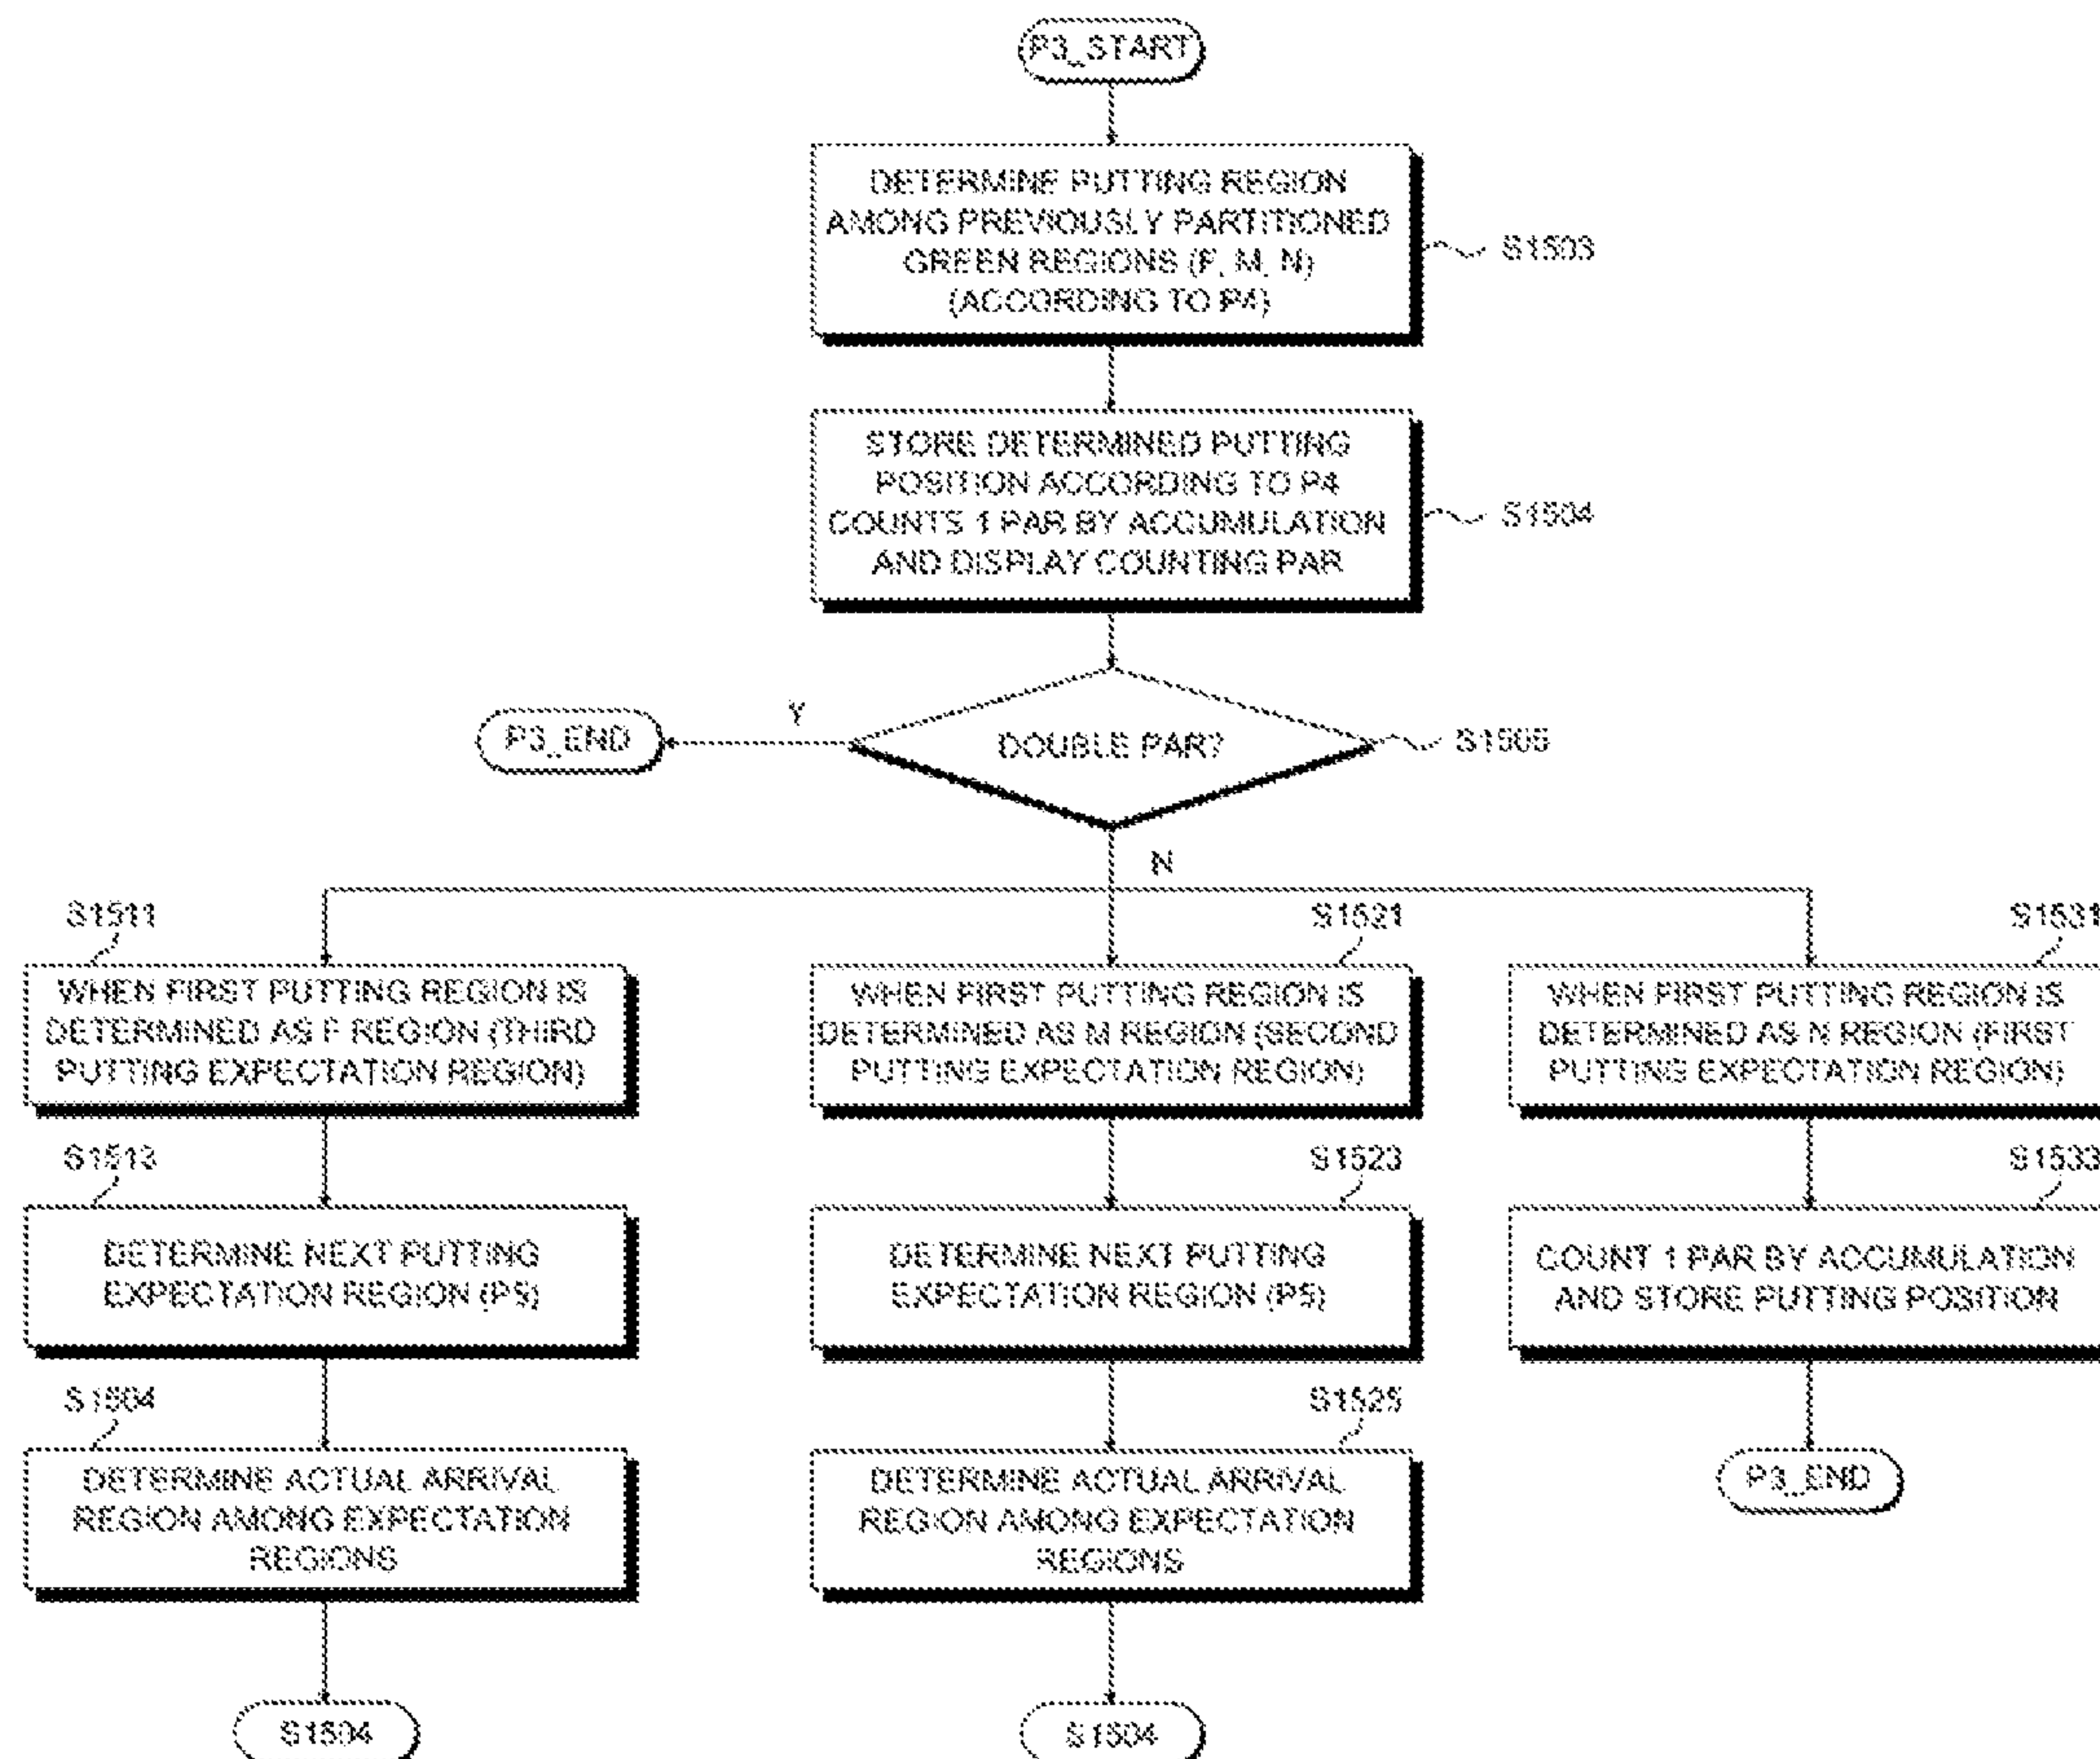 P3_START
DETERMINE PUTTING REGION
AMONG PREVIOUSLY PARTITIONED
GREEN REGIONS (F, M, N)
(ACCORDING TO P4)
S1503
STORE DETERMINED PUTTING
POSITION ACCORDING TO P4
COUNTS 1 PAR BY ACCUMULATION
AND DISPLAY COUNTING PAR
S1504
P3_END
Y
DOUBLE PAR?
S1505
N
S1511
WHEN FIRST PUTTING REGION IS
DETERMINED AS F REGION (THIRD
PUTTING EXPECTATION REGION)
S1521
WHEN FIRST PUTTING REGION IS
DETERMINED AS M REGION (SECOND
PUTTING EXPECTATION REGION)
S1531
WHEN FIRST PUTTING REGION IS
DETERMINED AS N REGION (FIRST
PUTTING EXPECTATION REGION)
S1513
DETERMINE NEXT PUTTING
EXPECTATION REGION (P5)
S1523
DETERMINE NEXT PUTTING
EXPECTATION REGION (P5)
S1533
COUNT 1 PAR BY ACCUMULATION
AND STORE PUTTING POSITION
S1504
DETERMINE ACTUAL ARRIVAL
REGION AMONG EXPECTATION
REGIONS
S1525
DETERMINE ACTUAL ARRIVAL
REGION AMONG EXPECTATION
REGIONS
P3_END
S1504
S1504